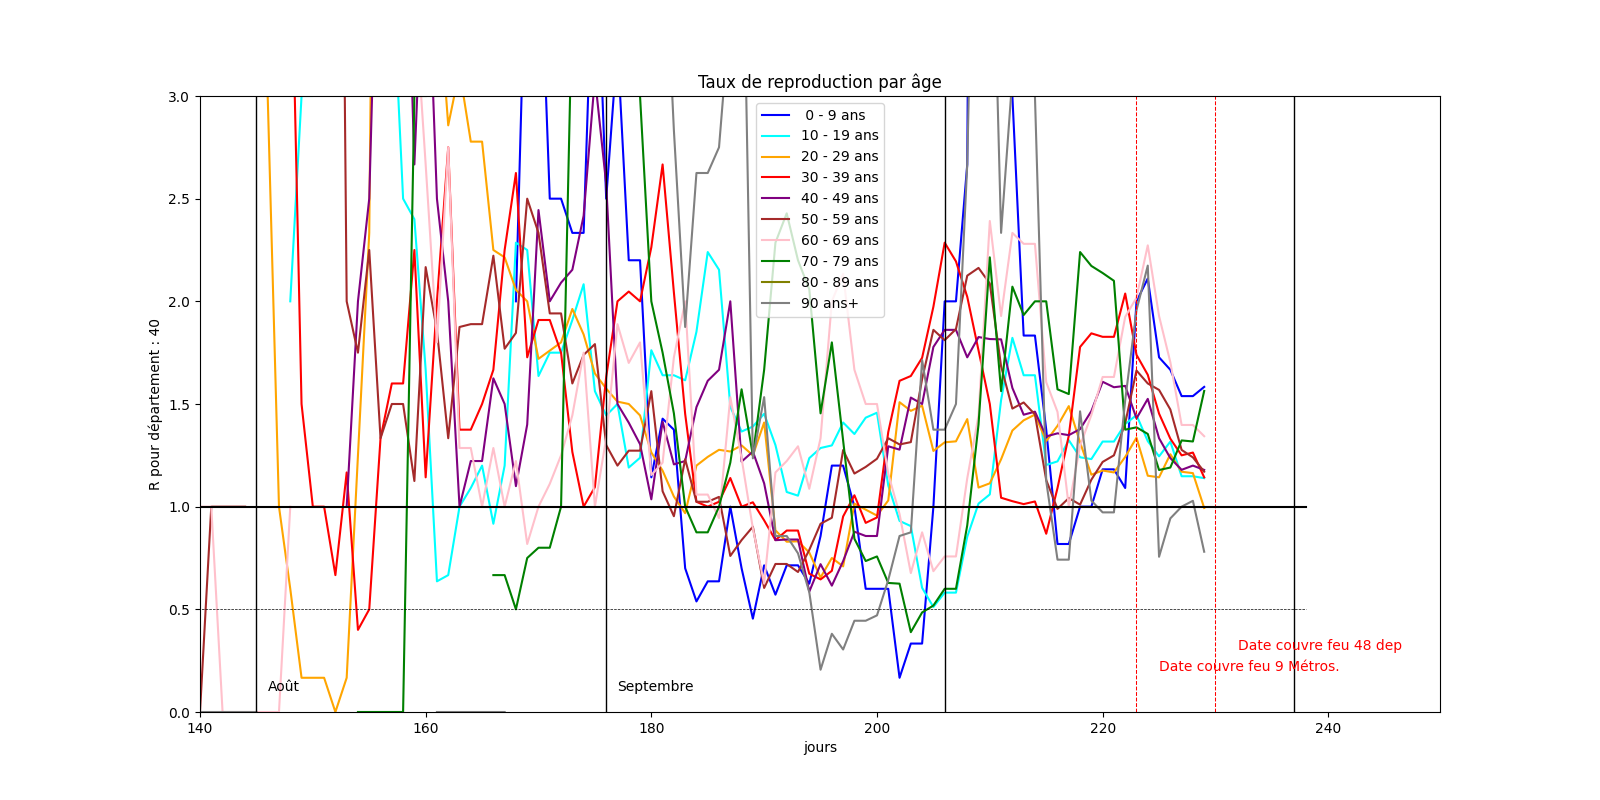 Taux de reproduction par âge
R pour département : 40
3.0
2.5
2.0
1.5
1.0
0.5
0.0
0 - 9 ans
10 - 19 ans
20 - 29 ans
30 - 39 ans
40 - 49 ans
50 - 59 ans
60 - 69 ans
70 - 79 ans
80 - 89 ans
90 ans+
Date couvre feu 48 dep
Date couvre feu 9 Métros.
Août
Septembre
140
160
180
200
220
240
jours